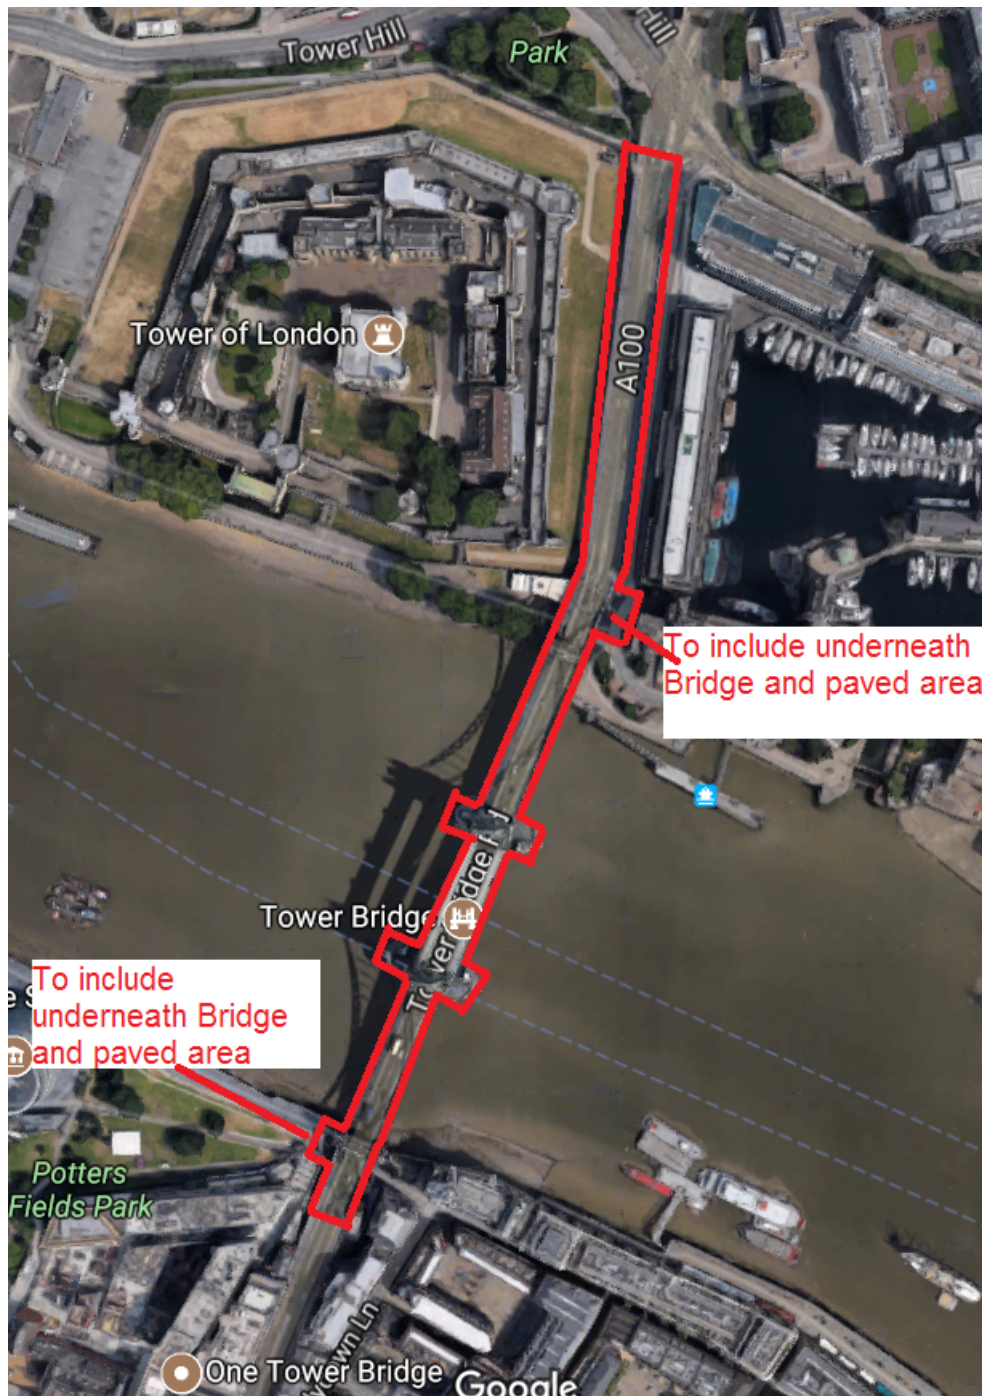 Tower Hill
Hill
Park
Tower of London
A100
To include underneath
Bridge and paved area
Tower Bridge
To include
underneath Bridge
and paved area
Potters
Fields Park
One Tower Bridge
Google